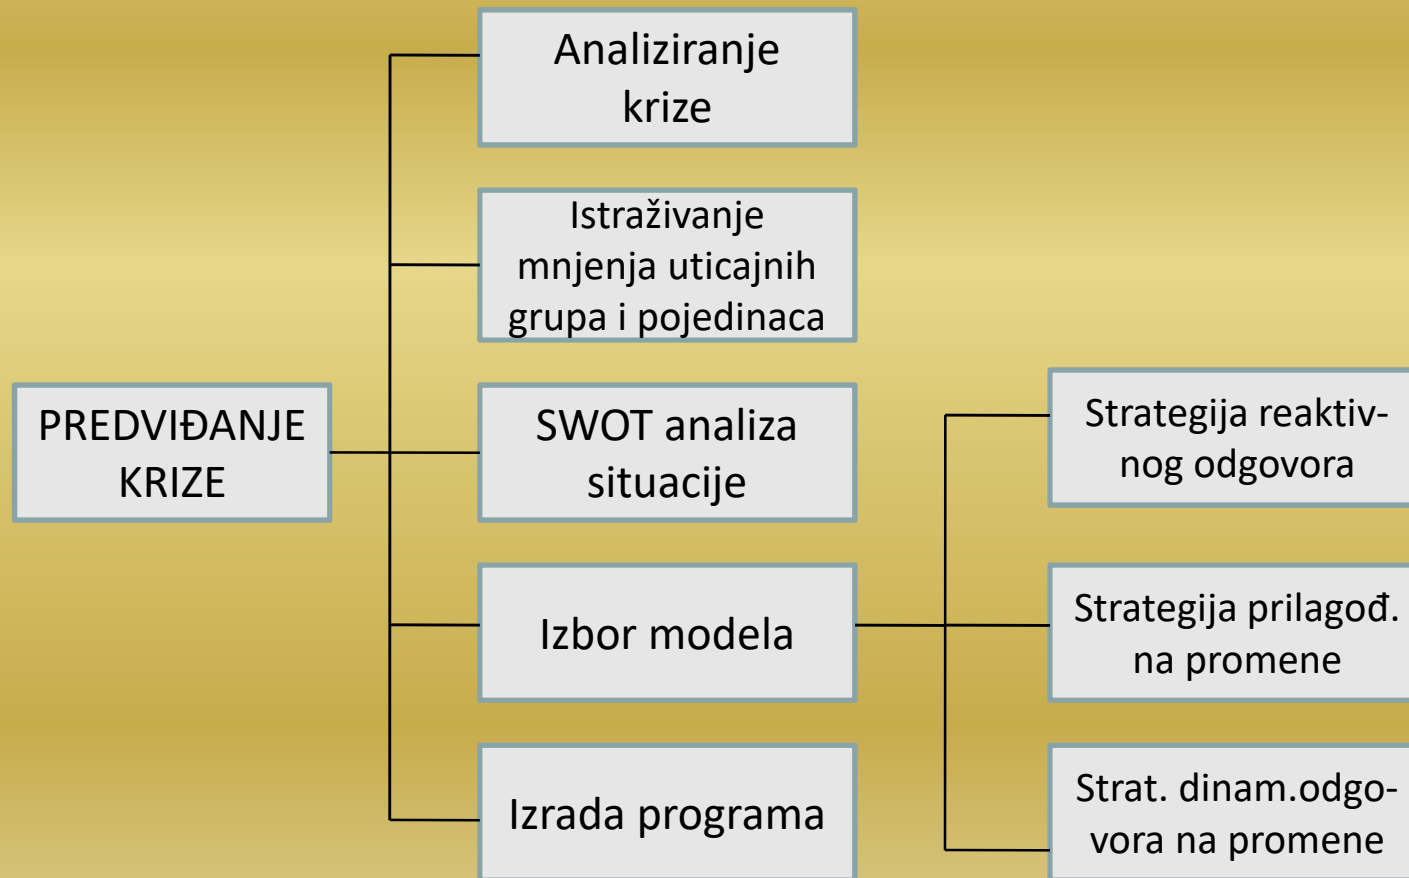 Analiziranje
krize
Istraživanje
mnjenja uticajnih
grupa i pojedinaca
PREDVIĐANJE
KRIZE
SWOT analiza
situacije
Izbor modela
Izrada programa
Strategija reaktiv-
nog odgovora
Strategija prilagođ.
na promene
Strat. dinam.odgo-
vora na promene